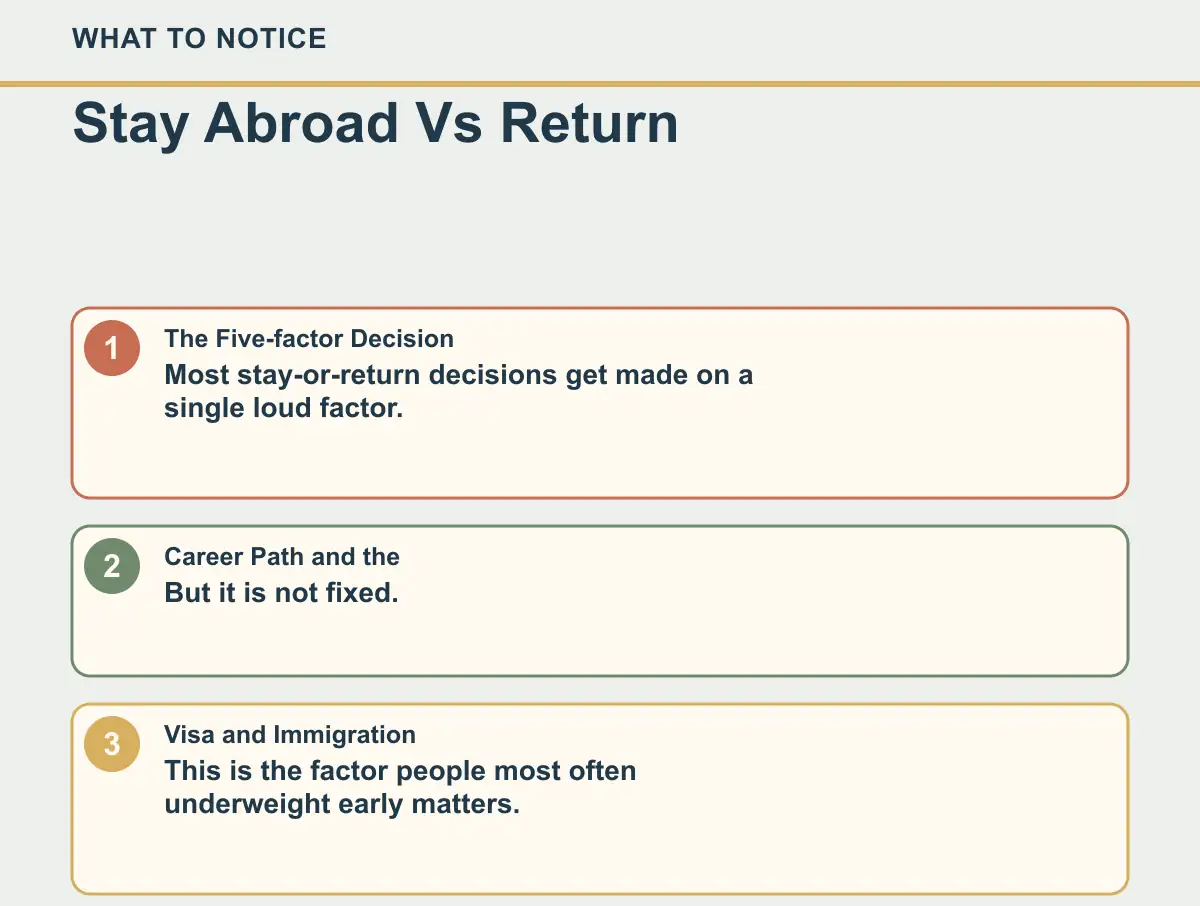 WHAT TO NOTICE
Stay Abroad Vs Return
1
The Five-factor Decision
Most stay-or-return decisions get made on a
single loud factor.
2
Career Path and the
But it is not fixed.
3
Visa and Immigration
This is the factor people most often
underweight early matters.